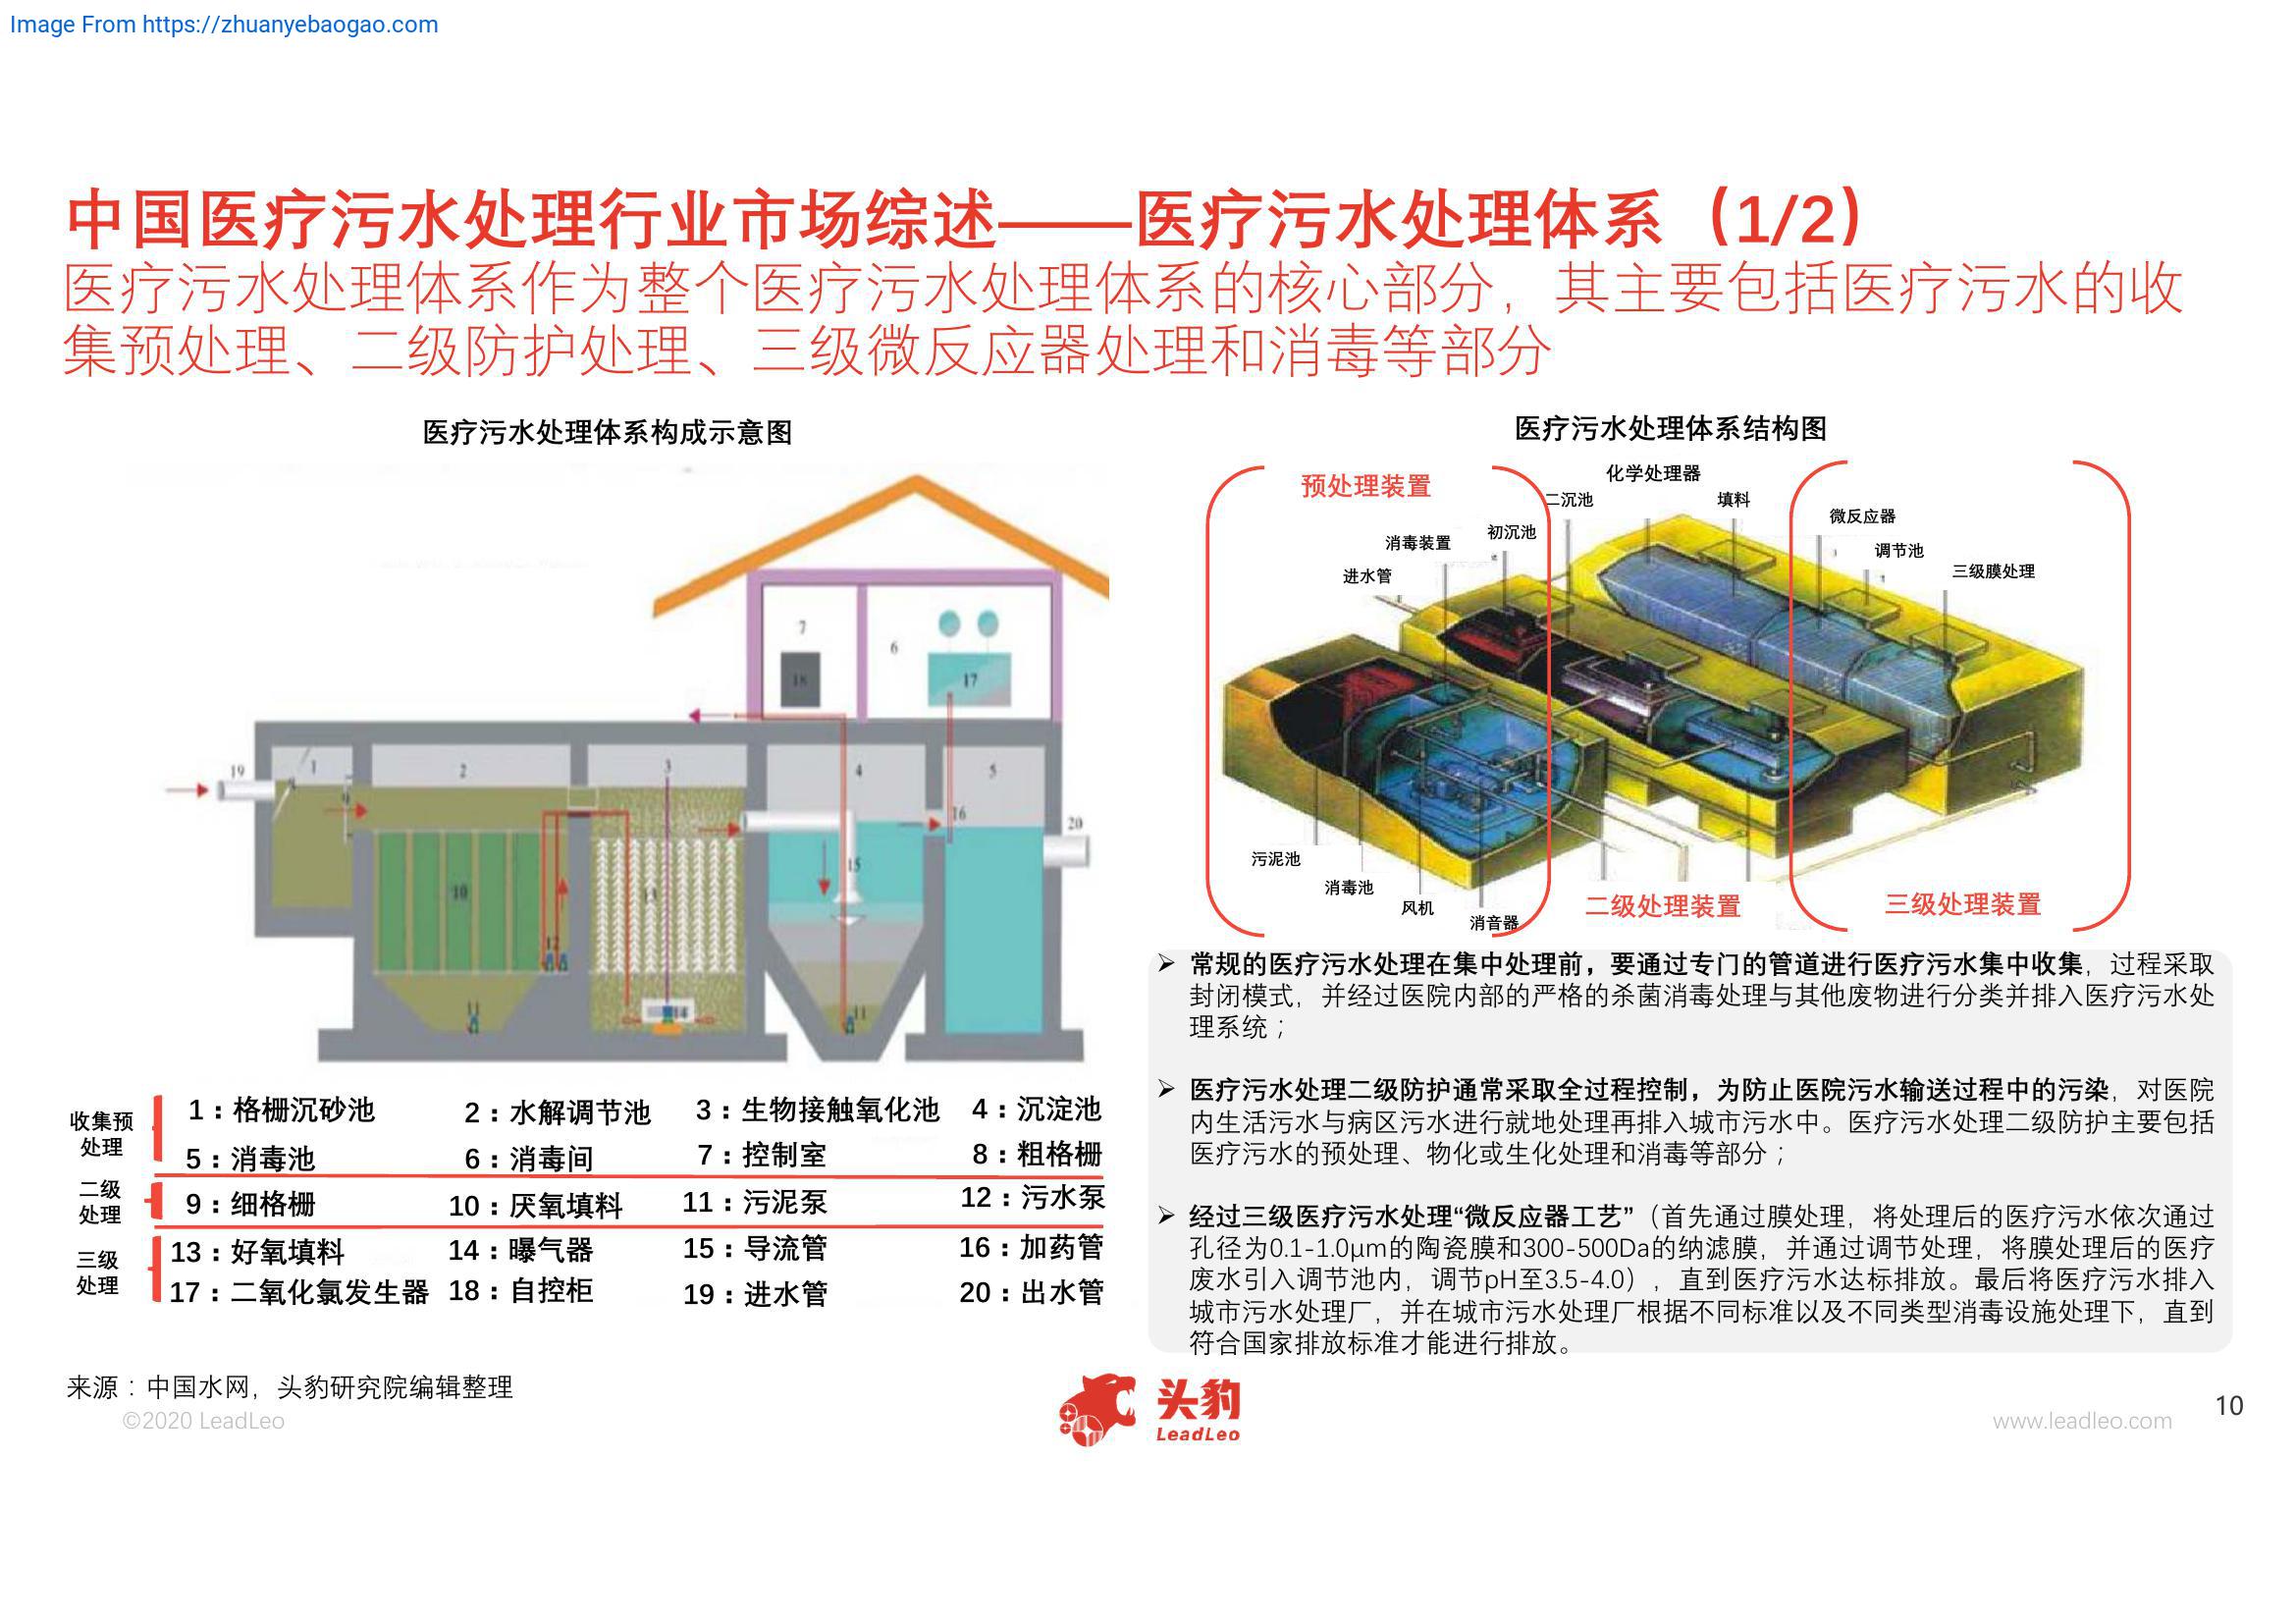 Image From https://zhuanyebaogao.com
中国医疗污水处理行业市场综述——医疗污水处理体系（1/2）
医疗污水处理体系作为整个医疗污水处理体系的核心部分，其主要包括医疗污水的收
集预处理、二级防护处理、三级微反应器处理和消毒等部分
医疗污水处理体系构成示意图
7
6
18
17
19
1
2
3
4
5
9
16
20
10
13
15
12
11
14
11
收集预
处理
1：格栅沉砂池 2：水解调节池 3：生物接触氧化池 4：沉淀池
5：消毒池 6：消毒间 7：控制室 8：粗格栅
二级
处理
9：细格栅 10：厌氧填料 11：污泥泵 12：污水泵
三级
处理
13：好氧填料 14：曝气器 15：导流管 16：加药管
17：二氧化氯发生器 18：自控柜 19：进水管 20：出水管
医疗污水处理体系结构图
预处理装置
化学处理器
二沉池
填料
微反应器
初沉池
消毒装置
调节池
进水管
三级膜处理
污泥池
消毒池
风机
消音器
二级处理装置
三级处理装置
➢ 常规的医疗污水处理在集中处理前，要通过专门的管道进行医疗污水集中收集，过程采取
封闭模式，并经过医院内部的严格的杀菌消毒处理与其他废物进行分类并排入医疗污水处
理系统；
➢ 医疗污水处理二级防护通常采取全过程控制，为防止医院污水输送过程中的污染，对医院
内生活污水与病区污水进行就地处理再排入城市污水中。医疗污水处理二级防护主要包括
医疗污水的预处理、物化或生化处理和消毒等部分；
➢ 经过三级医疗污水处理“微反应器工艺”（首先通过膜处理，将处理后的医疗污水依次通过
孔径为0.1-1.0μm的陶瓷膜和300-500Da的纳滤膜，并通过调节处理，将膜处理后的医疗
废水引入调节池内，调节pH至3.5-4.0），直到医疗污水达标排放。最后将医疗污水排入
城市污水处理厂，并在城市污水处理厂根据不同标准以及不同类型消毒设施处理下，直到
符合国家排放标准才能进行排放。
来源：中国水网，头豹研究院编辑整理
©2020 LeadLeo
头豹
LeadLeo
www.leadleo.com
10